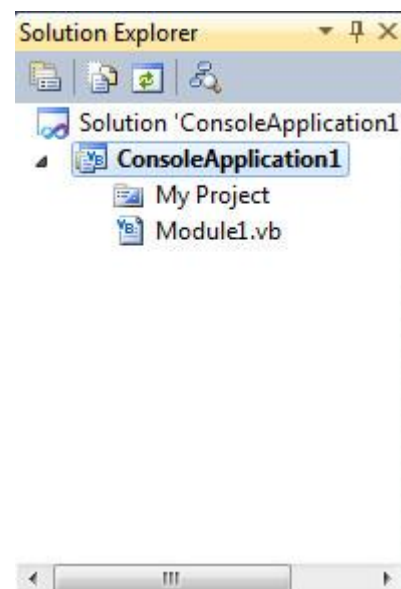 Solution Explorer
Solution 'ConsoleApplication1
ConsoleApplication1
My Project
Module1.vb